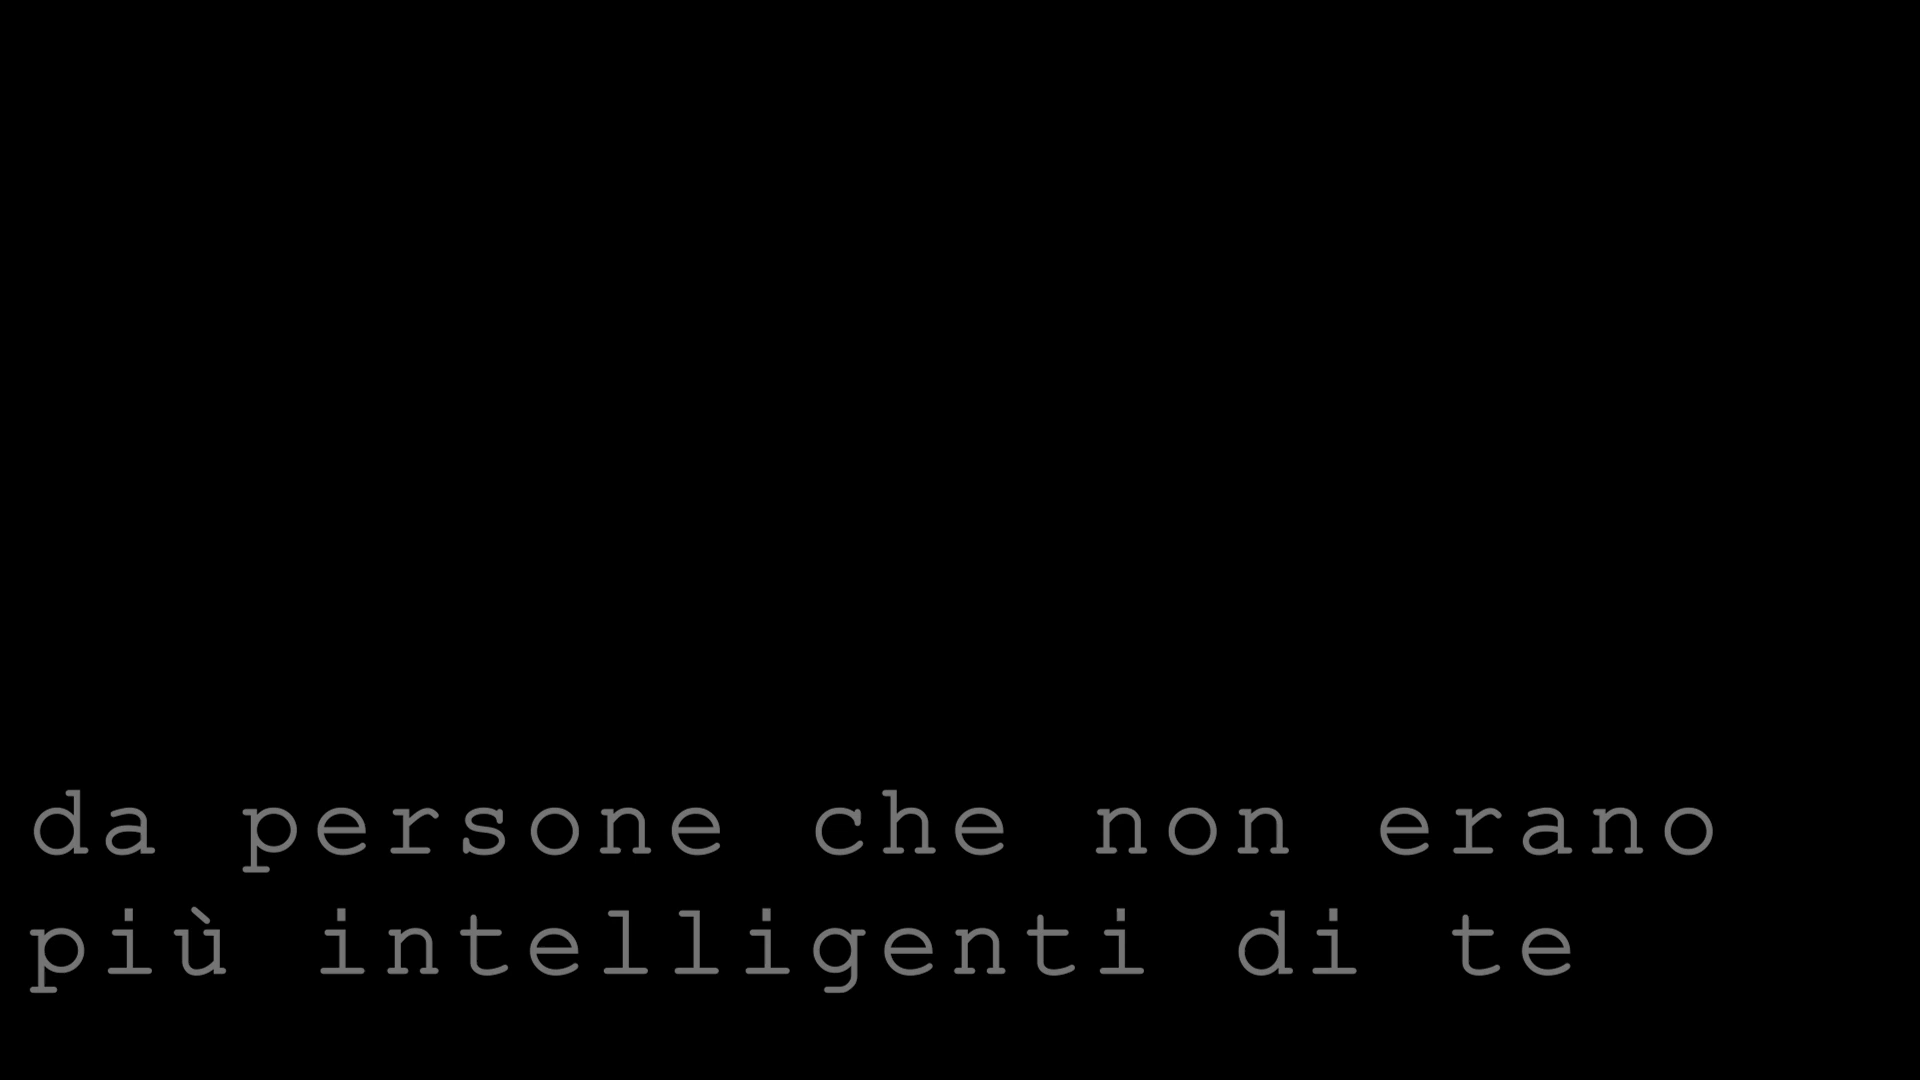 da persone che non erano
più intelligenti di te